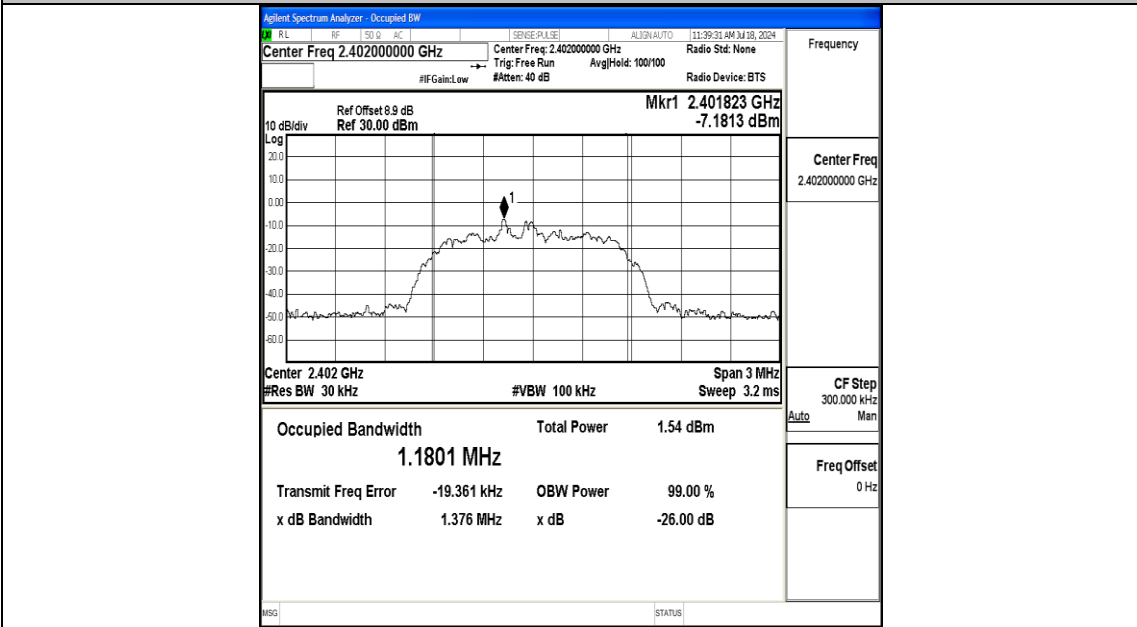 Agilent Spectrum Analyzer - Occupied BW
RL RF 50 Ω AC SENSE:PULSE ALIGNAUTO 11:39:31 AM Jul 18, 2024
Center Freq 2.402000000 GHz
Center Freq: 2.402000000 GHz Radio Std: None
Trig: Free Run Avg|Hold: 100/100
#IFGain:Low #Atten: 40 dB Radio Device: BTS
Mkr1 2.401823 GHz
-7.1813 dBm
Ref Offset 8.9 dB
10 dB/div Ref 30.00 dBm
Log
20.0
10.0
0.00
-10.0
-20.0
-30.0
-40.0
-50.0
-60.0
1
Center 2.402 GHz Span 3 MHz
#Res BW 30 kHz #VBW 100 kHz Sweep 3.2 ms
Occupied Bandwidth Total Power 1.54 dBm
1.1801 MHz
Transmit Freq Error -19.361 kHz OBW Power 99.00 %
x dB Bandwidth 1.376 MHz x dB -26.00 dB
MSG STATUS
Frequency
Center Freq
2.402000000 GHz
CF Step
300.000 kHz
Auto Man
Freq Offset
0 Hz